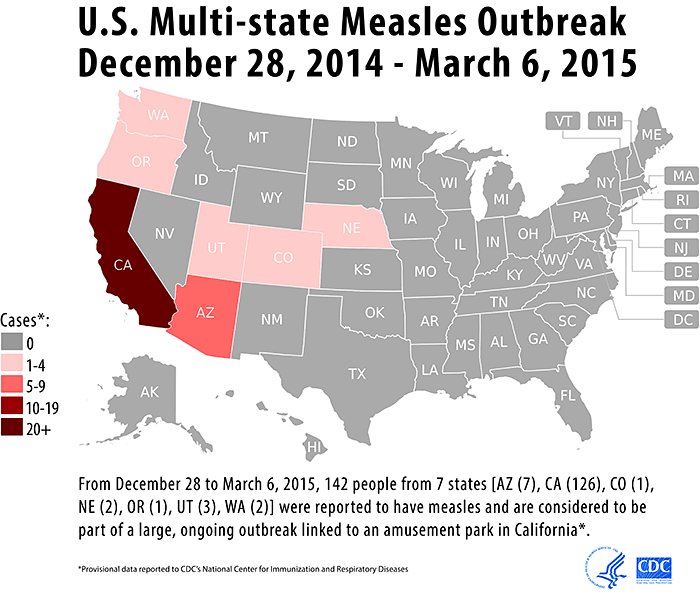 U.S. Multi-state Measles Outbreak
December 28, 2014 - March 6, 2015
WA
OR
CA
NV
ID
MT
WY
UT
AZ
CO
NM
ND
SD
NE
KS
OK
TX
MN
IA
MO
AR
LA
WI
IL
MI
IN
OH
KY
TN
MS
AL
GA
FL
SC
NC
VA
WV
PA
NY
ME
VT
NH
MA
RI
CT
NJ
DE
MD
DC
AK
HI
Cases*:
0
1-4
5-9
10-19
20+
From December 28 to March 6, 2015, 142 people from 7 states [AZ (7), CA (126), CO (1),
NE (2), OR (1), UT (3), WA (2)] were reported to have measles and are considered to be
part of a large, ongoing outbreak linked to an amusement park in California*.
*Provisional data reported to CDC's National Center for Immunization and Respiratory Diseases
CDC